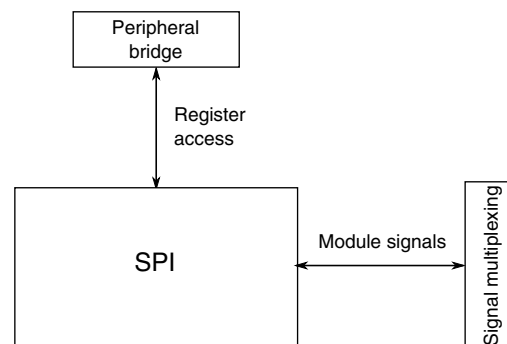 Peripheral
bridge
Register
access
SPI
Module signals
Signal multiplexing